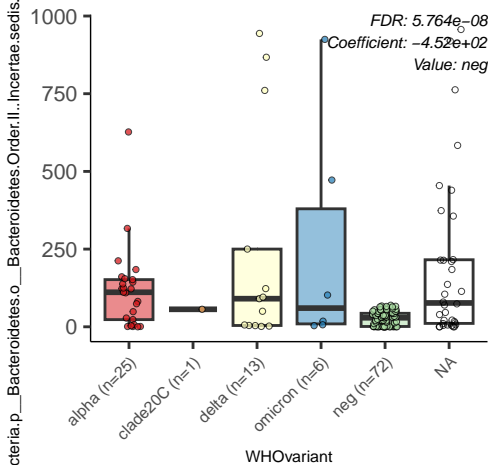 FDR: 5.764e−08
Coefficient: −4.52e+02
Value: neg
cteria.p__Bacteroidetes.o__Bacteroidetes.Order.II..Incertae.sedis.
1000
750
500
250
0
alpha (n=25)
clade20C (n=1)
delta (n=13)
omicron (n=6)
neg (n=72)
NA
WHOvariant